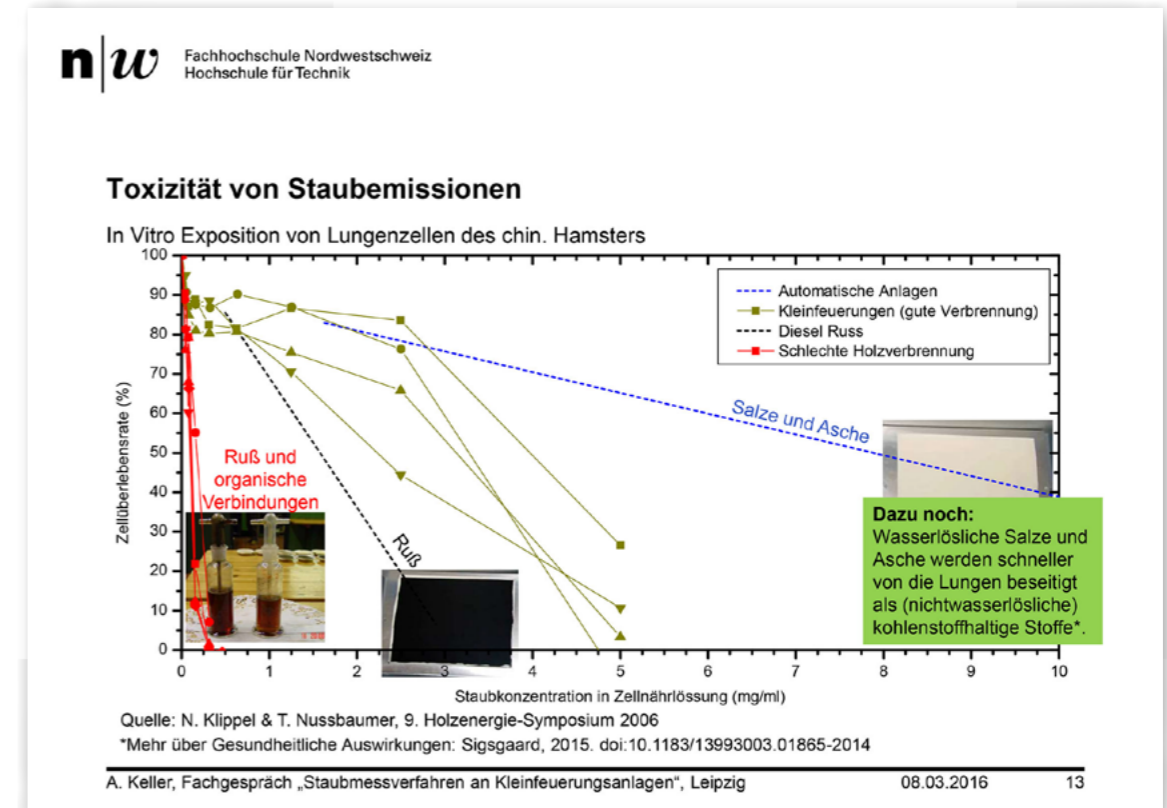 n|w
Fachhochschule Nordwestschweiz
Hochschule für Technik
Toxizität von Staubemissionen
In Vitro Exposition von Lungenzellen des chin. Hamsters
100
90
80
70
60
50
40
30
20
10
0
Zellüberlebensrate (%)
Automatische Anlagen
Kleinfeuerungen (gute Verbrennung)
Diesel Russ
Schlechte Holzverbrennung
Salze und Asche
Ruß und
organische
Verbindungen
Ruß
Dazu noch:
Wasserlösliche Salze und
Asche werden schneller
von die Lungen beseitigt
als (nichtwasserlösliche)
kohlenstoffhaltige Stoffe*.
0 1 2 3 4 5 6 7 8 9 10
Staubkonzentration in Zellnährlössung (mg/ml)
Quelle: N. Klippel & T. Nussbaumer, 9. Holzenergie-Symposium 2006
*Mehr über Gesundheitliche Auswirkungen: Sigsgaard, 2015. doi:10.1183/13993003.01865-2014
A. Keller, Fachgespräch „Staubmessverfahren an Kleinfeuerungsanlagen“, Leipzig 08.03.2016 13